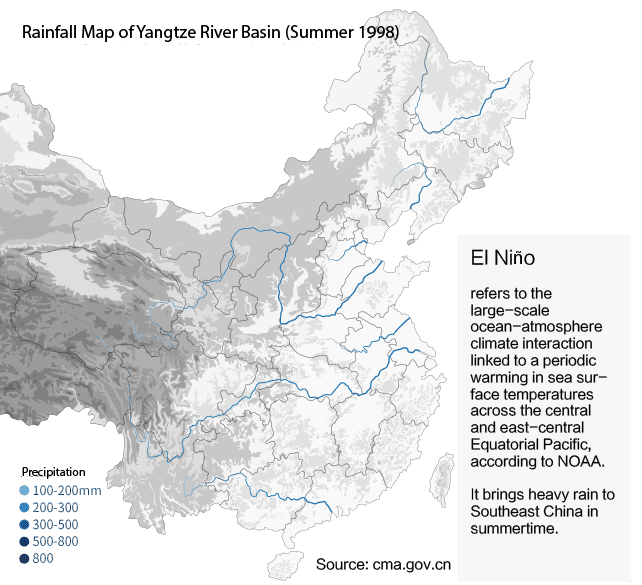 Rainfall Map of Yangtze River Basin (Summer 1998)
El Niño
refers to the
large-scale
ocean-atmosphere
climate interaction
linked to a periodic
warming in sea sur-
face temperatures
across the central
and east-central
Equatorial Pacific,
according to NOAA.
It brings heavy rain to
Southeast China in
summertime.
Precipitation
100-200mm
200-300
300-500
500-800
800
Source: cma.gov.cn